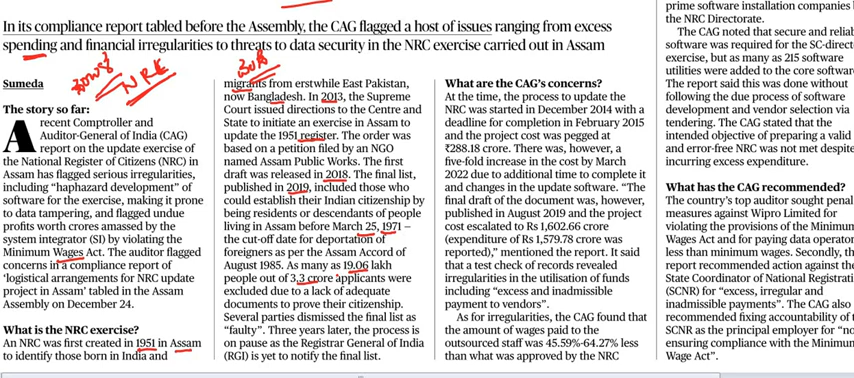 In its compliance report tabled before the Assembly, the CAG flagged a host of issues ranging from excess
spending and financial irregularities to threats to data security in the NRC exercise carried out in Assam
Sumeda
The story so far:
A recent Comptroller and
Auditor-General of India (CAG)
report on the update exercise of
the National Register of Citizens (NRC) in
Assam has flagged serious irregularities,
including “haphazard development” of
software for the exercise, making it prone
to data tampering, and flagged undue
profits worth crores amassed by the
system integrator (SI) by violating the
Minimum Wages Act. The auditor flagged
concerns in a compliance report of
‘logistical arrangements for NRC update
project in Assam’ tabled in the Assam
Assembly on December 24.
What is the NRC exercise?
An NRC was first created in 1951 in Assam
to identify those born in India and
migrants from erstwhile East Pakistan,
now Bangladesh. In 2013, the Supreme
Court issued directions to the Centre and
State to initiate an exercise in Assam to
update the 1951 register. The order was
based on a petition filed by an NGO
named Assam Public Works. The first
draft was released in 2018. The final list,
published in 2019, included those who
could establish their Indian citizenship by
being residents or descendants of people
living in Assam before March 25, 1971 –
the cut-off date for deportation of
foreigners as per the Assam Accord of
August 1985. As many as 19.06 lakh
people out of 3.3 crore applicants were
excluded due to a lack of adequate
documents to prove their citizenship.
Several parties dismissed the final list as
“faulty”. Three years later, the process is
on pause as the Registrar General of India
(RGI) is yet to notify the final list.
What are the CAG’s concerns?
At the time, the process to update the
NRC was started in December 2014 with a
deadline for completion in February 2015
and the project cost was pegged at
₹288.18 crore. There was, however, a
five-fold increase in the cost by March
2022 due to additional time to complete it
and changes in the update software. “The
final draft of the document was, however,
published in August 2019 and the project
cost escalated to Rs 1,602.66 crore
(expenditure of Rs 1,579.78 crore was
reported),” mentioned the report. It said
that a test check of records revealed
irregularities in the utilisation of funds
including “excess and inadmissible
payment to vendors”.
As for irregularities, the CAG found that
the amount of wages paid to the
outsourced staff was 45.59%-64.27% less
than what was approved by the NRC
prime software installation companies
the NRC Directorate.
The CAG noted that secure and
software was required for the
exercise, but as many as 215 software
utilities were added to the core
The report said this was done without
following the due process of software
development and vendor selection via
tendering. The CAG stated that the
intended objective of preparing a valid
and error-free NRC was not met despite
incurring excess expenditure.
What has the CAG recommended?
The country’s top auditor sought penal
measures against Wipro Limited for
violating the provisions of the Minimum
Wages Act and for paying data
less than minimum wages. Secondly,
report recommended action against the
State Coordinator of National
(SCNR) for “excess, irregular and
inadmissible payments”. The CAG also
recommended fixing accountability of
SCNR as the principal employer for
ensuring compliance with the Minimum
Wage Act”.